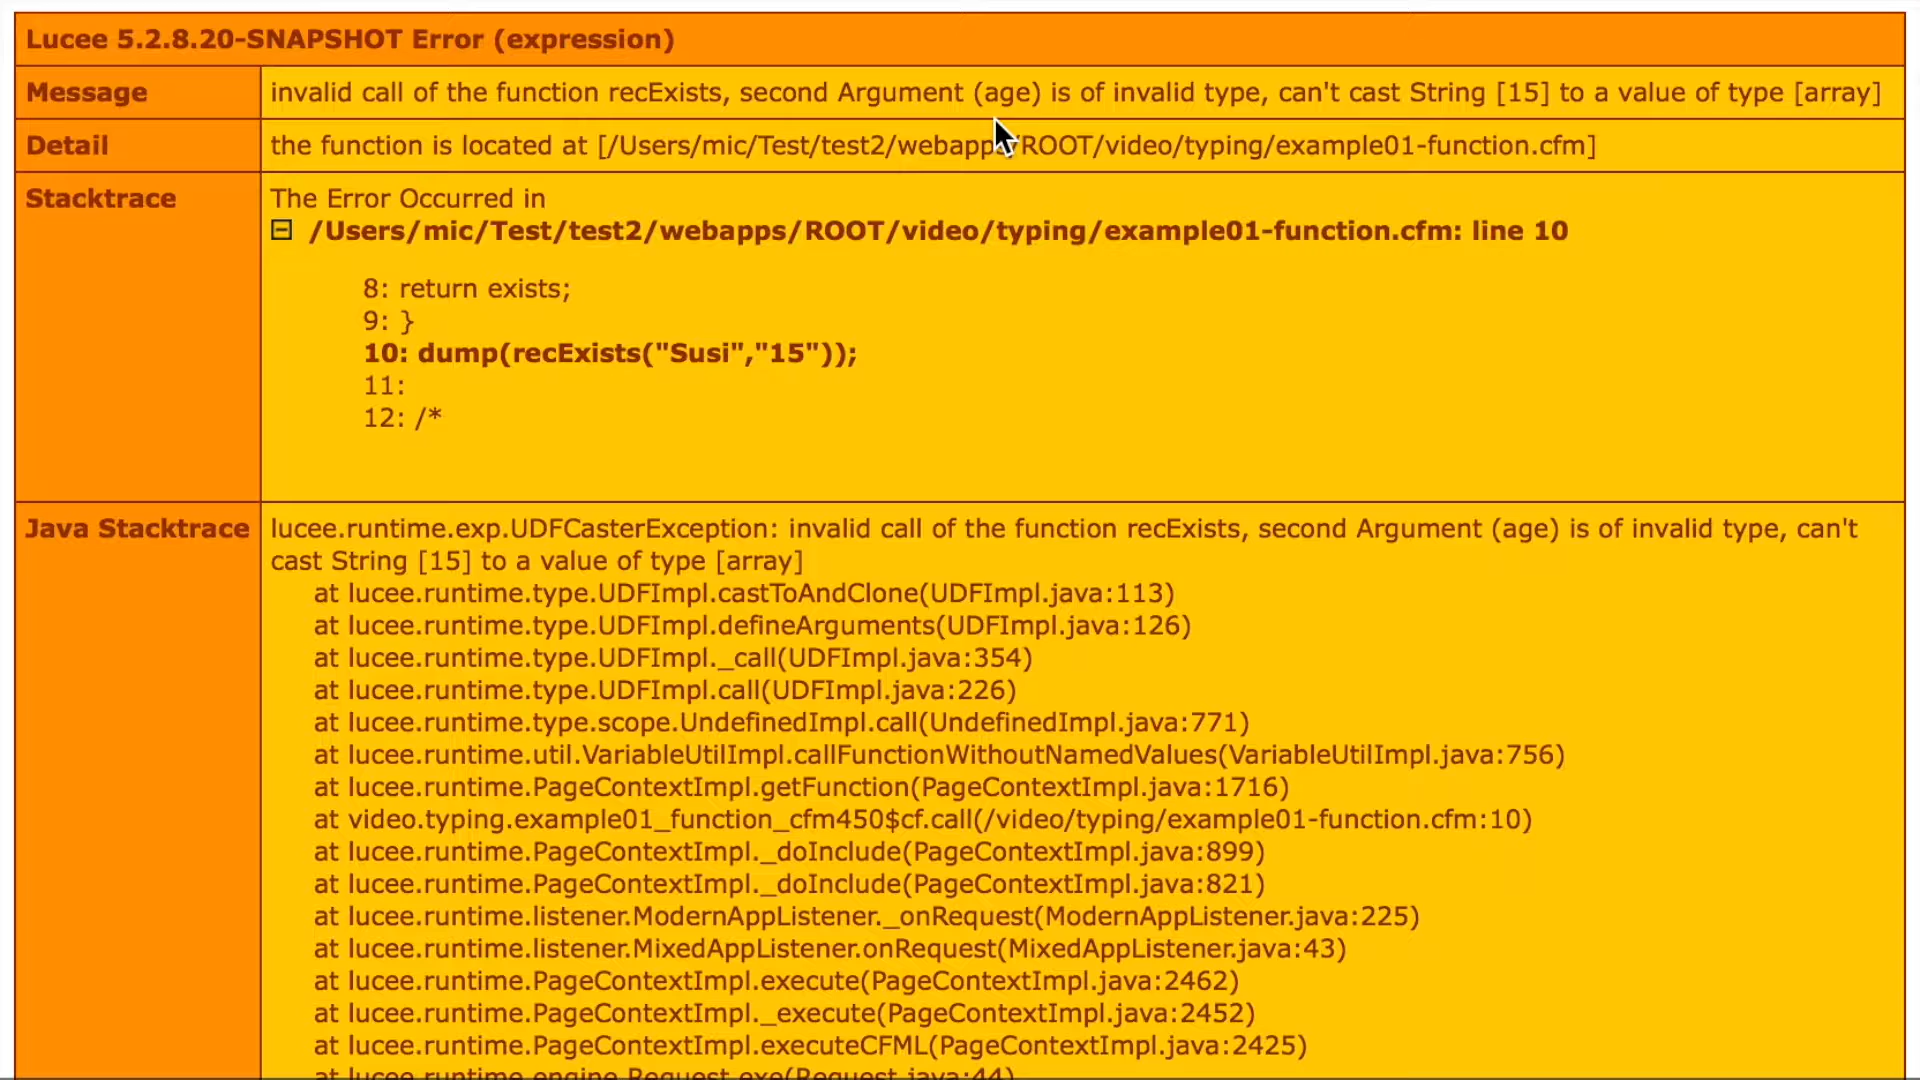 Lucee 5.2.8.20-SNAPSHOT Error (expression)
Message
invalid call of the function recExists, second Argument (age) is of invalid type, can't cast String [15] to a value of type [array]
Detail
the function is located at [/Users/mic/Test/test2/webapps/ROOT/video/typing/example01-function.cfm]
Stacktrace
The Error Occurred in
/Users/mic/Test/test2/webapps/ROOT/video/typing/example01-function.cfm: line 10
8: return exists;
9: }
10: dump(recExists("Susi","15"));
11:
12: /*
Java Stacktrace
lucee.runtime.exp.UDFCasterException: invalid call of the function recExists, second Argument (age) is of invalid type, can't
cast String [15] to a value of type [array]
at lucee.runtime.type.UDFImpl.castToAndClone(UDFImpl.java:113)
at lucee.runtime.type.UDFImpl.defineArguments(UDFImpl.java:126)
at lucee.runtime.type.UDFImpl._call(UDFImpl.java:354)
at lucee.runtime.type.UDFImpl.call(UDFImpl.java:226)
at lucee.runtime.type.scope.UndefinedImpl.call(UndefinedImpl.java:771)
at lucee.runtime.util.VariableUtilImpl.callFunctionWithoutNamedValues(VariableUtilImpl.java:756)
at lucee.runtime.PageContextImpl.getFunction(PageContextImpl.java:1716)
at video.typing.example01_function_cfm450$cf.call(/video/typing/example01-function.cfm:10)
at lucee.runtime.PageContextImpl._doInclude(PageContextImpl.java:899)
at lucee.runtime.PageContextImpl._doInclude(PageContextImpl.java:821)
at lucee.runtime.listener.ModernAppListener._onRequest(ModernAppListener.java:225)
at lucee.runtime.listener.MixedAppListener.onRequest(MixedAppListener.java:43)
at lucee.runtime.PageContextImpl.execute(PageContextImpl.java:2462)
at lucee.runtime.PageContextImpl._execute(PageContextImpl.java:2452)
at lucee.runtime.PageContextImpl.executeCFML(PageContextImpl.java:2425)
at lucee.runtime.engine.Request.exe(Request.java:44)